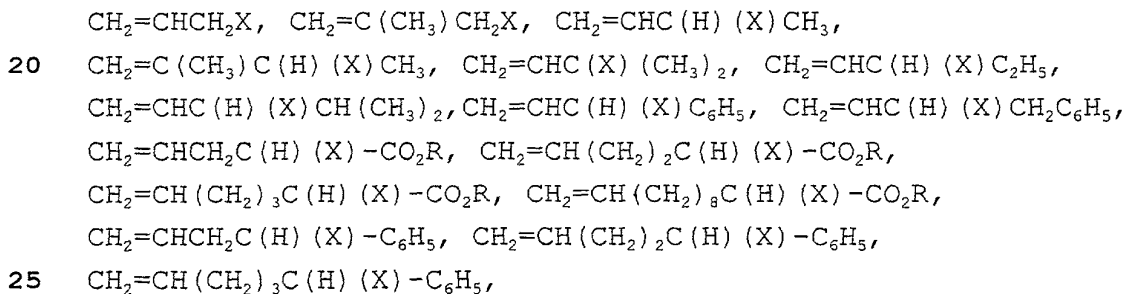 CH₂=CHCH₂X, CH₂=C(CH₃)CH₂X, CH₂=CHC(H)(X)CH₃,
20 CH₂=C(CH₃)C(H)(X)CH₃, CH₂=CHC(X)(CH₃)₂, CH₂=CHC(H)(X)C₂H₅,
CH₂=CHC(H)(X)CH(CH₃)₂, CH₂=CHC(H)(X)C₆H₅, CH₂=CHC(H)(X)CH₂C₆H₅,
CH₂=CHCH₂C(H)(X)-CO₂R, CH₂=CH(CH₂)₂C(H)(X)-CO₂R,
CH₂=CH(CH₂)₃C(H)(X)-CO₂R, CH₂=CH(CH₂)₈C(H)(X)-CO₂R,
CH₂=CHCH₂C(H)(X)-C₆H₅, CH₂=CH(CH₂)₂C(H)(X)-C₆H₅,
25 CH₂=CH(CH₂)₃C(H)(X)-C₆H₅,